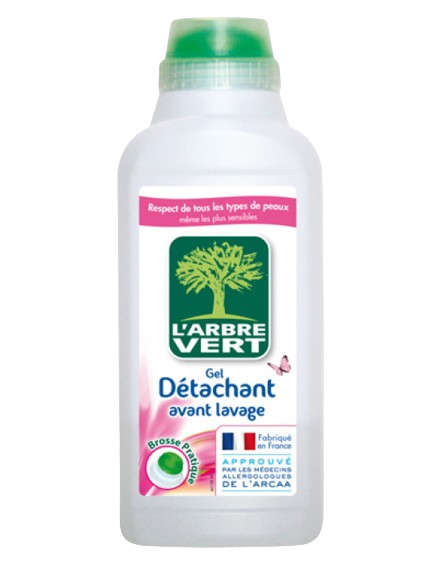 Respect de tous les types de peaux
même les plus sensibles
L'ARBRE
VERT
Gel
Détachant
avant lavage
Brosse Pratique
Fabriqué
en France
APPROUVÉ
PAR LES MÉDECINS
ALLERGOLOGUES
DE L'ARCAA